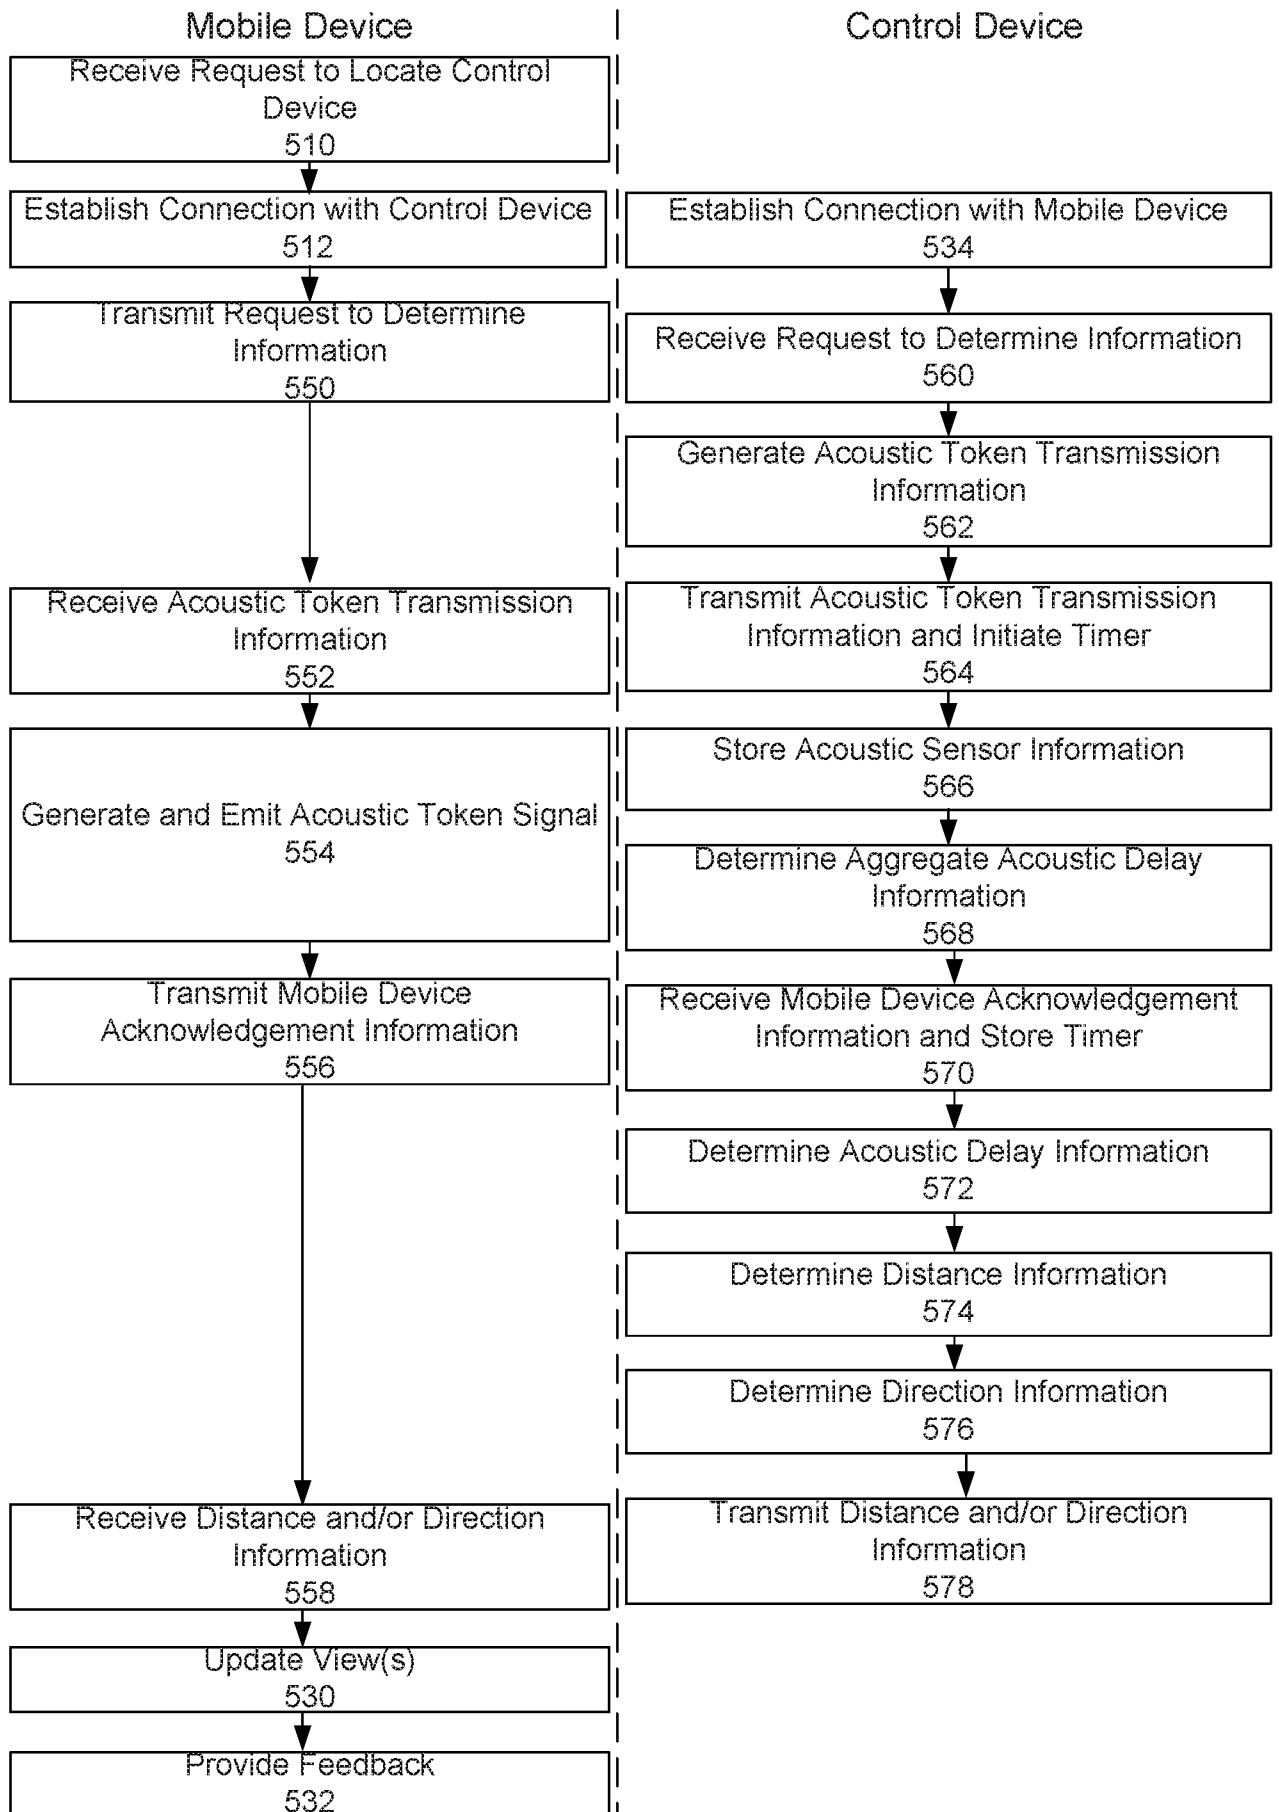 Mobile Device
Receive Request to Locate Control
Device
510
Establish Connection with Control Device
512
Transmit Request to Determine
Information
550
Receive Acoustic Token Transmission
Information
552
Generate and Emit Acoustic Token Signal
554
Transmit Mobile Device
Acknowledgement Information
556
Receive Distance and/or Direction
Information
558
Update View(s)
530
Provide Feedback
532
Control Device
Establish Connection with Mobile Device
534
Receive Request to Determine Information
560
Generate Acoustic Token Transmission
Information
562
Transmit Acoustic Token Transmission
Information and Initiate Timer
564
Store Acoustic Sensor Information
566
Determine Aggregate Acoustic Delay
Information
568
Receive Mobile Device Acknowledgement
Information and Store Timer
570
Determine Acoustic Delay Information
572
Determine Distance Information
574
Determine Direction Information
576
Transmit Distance and/or Direction
Information
578